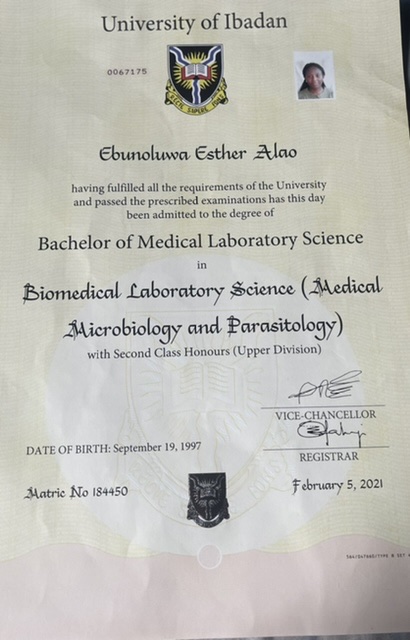 University of Ibadan
0067175
Ebunoluwa Esther Alao
having fulfilled all the requirements of the University
and passed the prescribed examinations has this day
been admitted to the degree of
Bachelor of Medical Laboratory Science
in
Biomedical Laboratory Science (Medical
Microbiology and Parasitology)
with Second Class Honours (Upper Division)
VICE-CHANCELLOR
DATE OF BIRTH: September 19, 1997
REGISTRAR
Matric No 184450
February 5, 2021